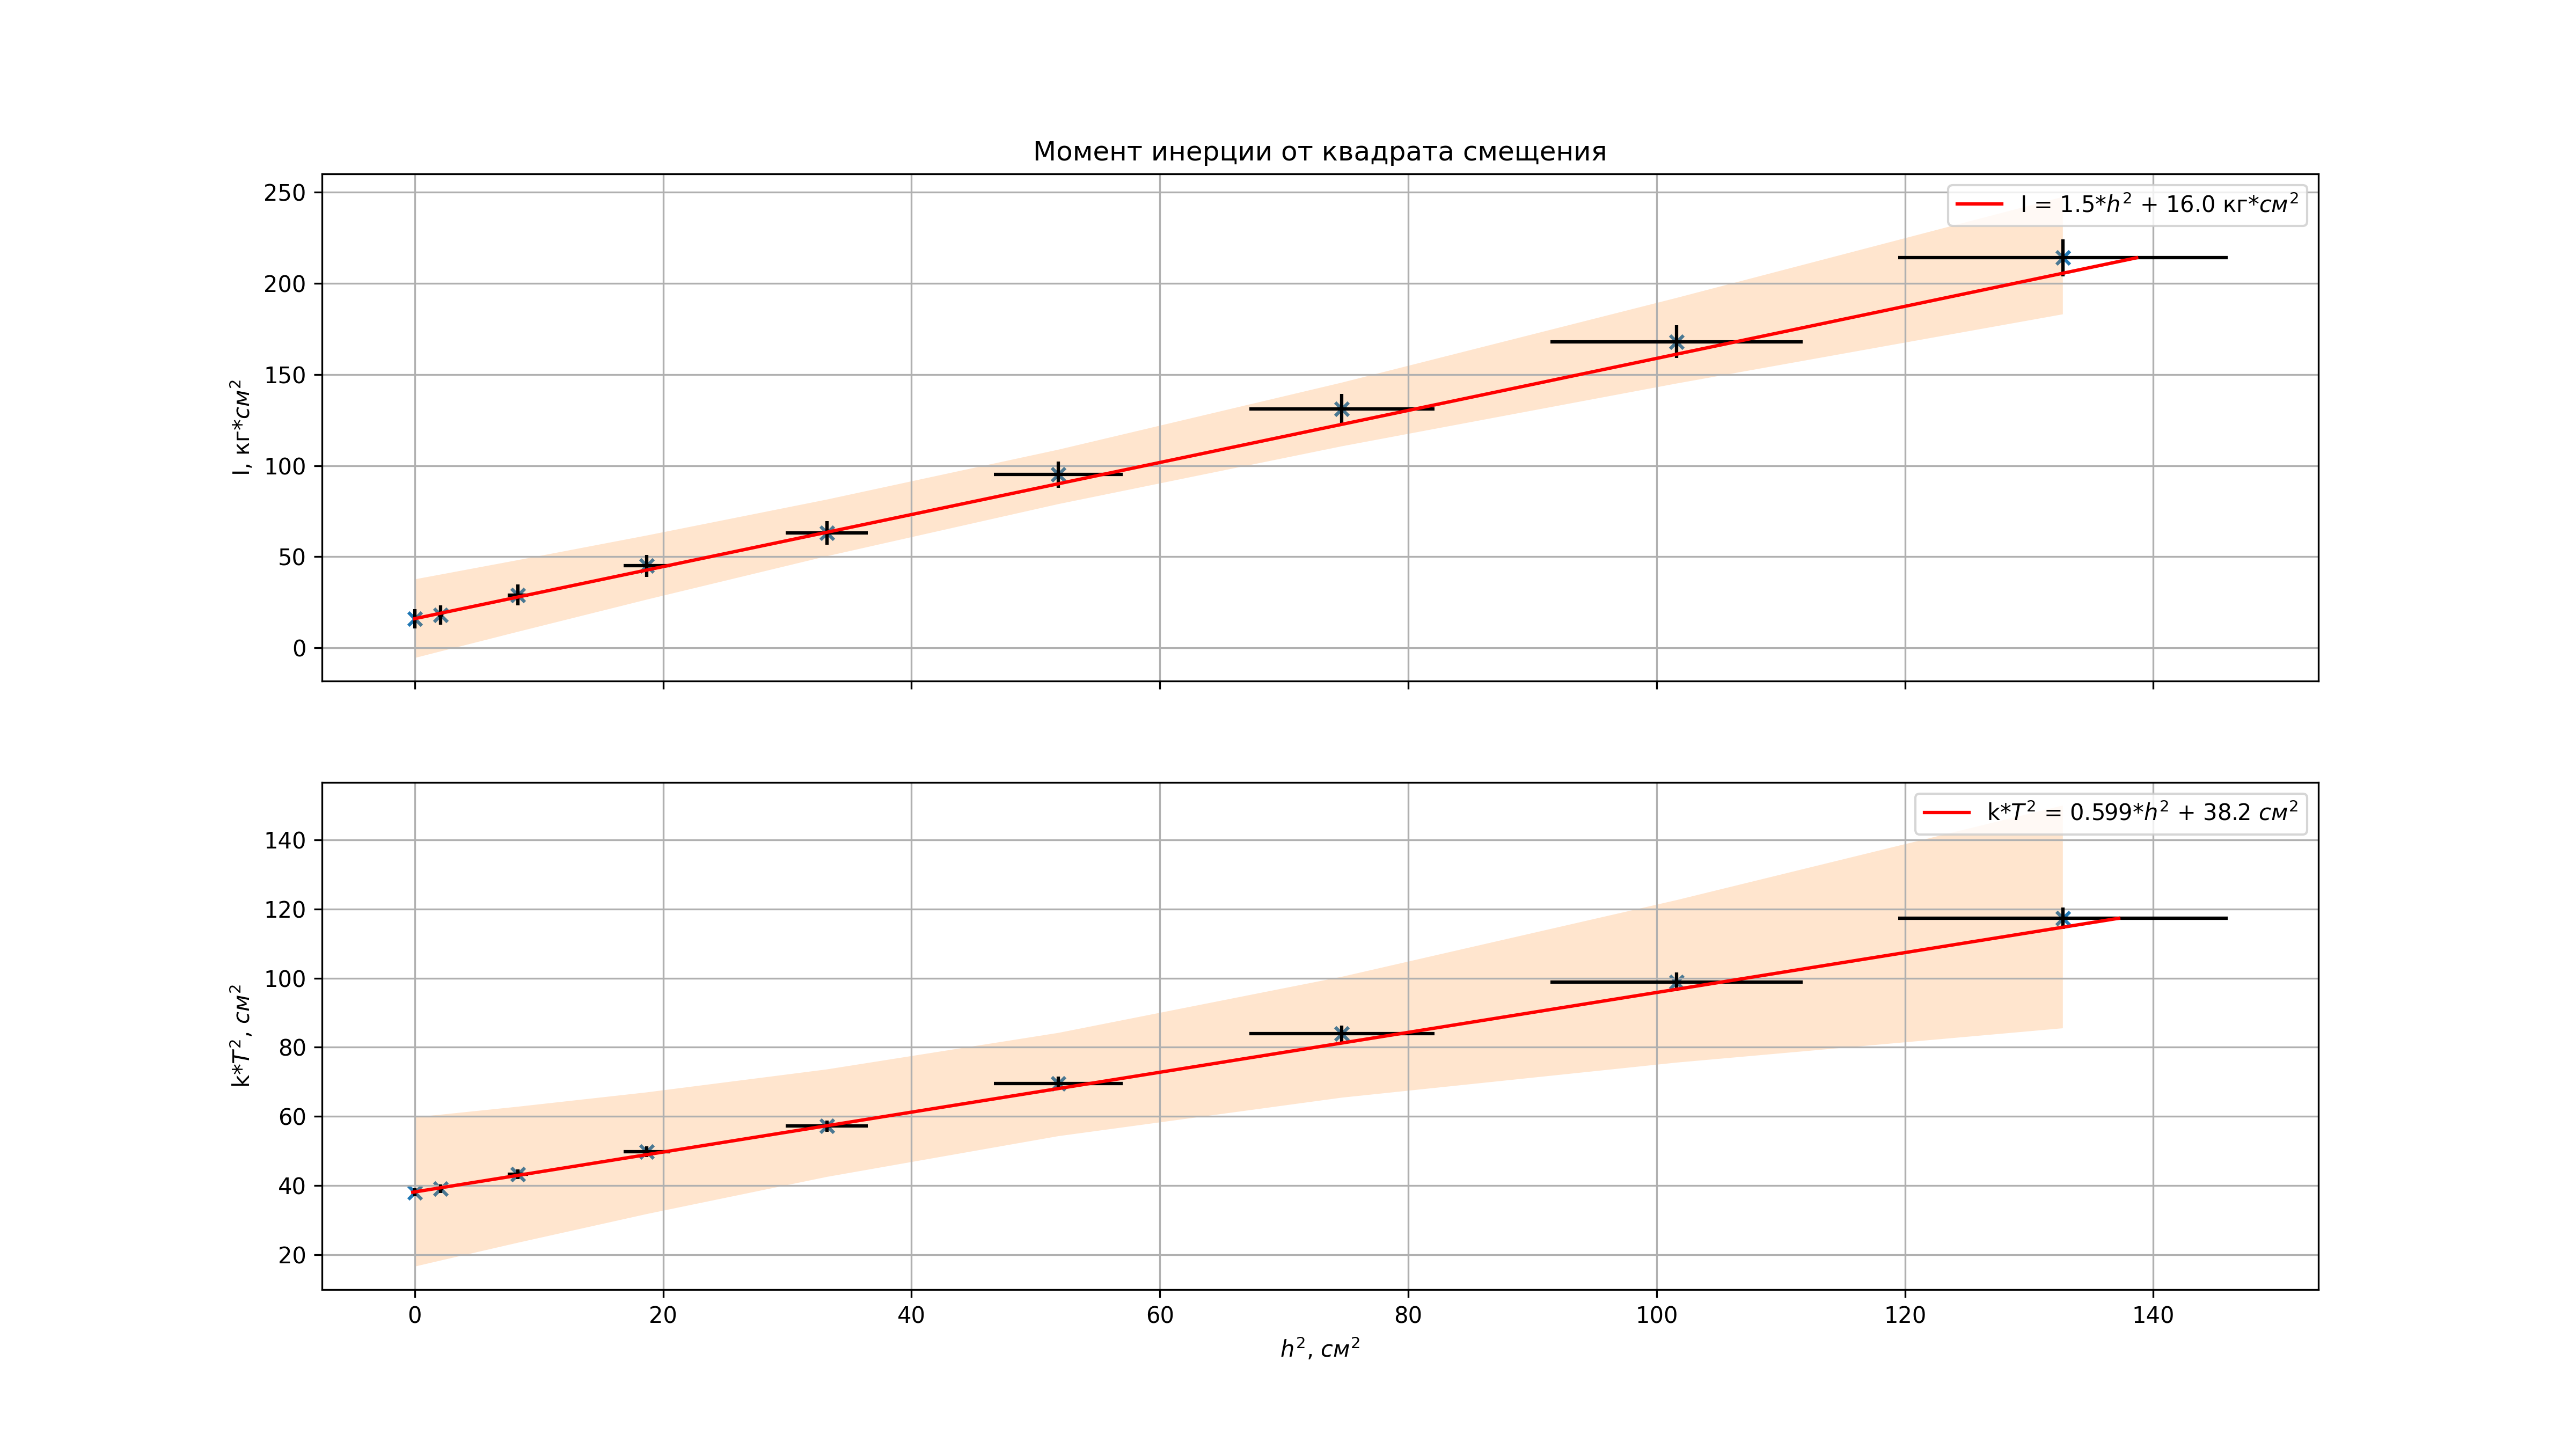 Момент инерции от квадрата смещения
I = 1.5*h² + 16.0 кг*см²
I, кг*см²
250
200
150
100
50
0
k*T² = 0.599*h² + 38.2 см²
k*T², см²
140
120
100
80
60
40
20
0 20 40 60 80 100 120 140
h², см²